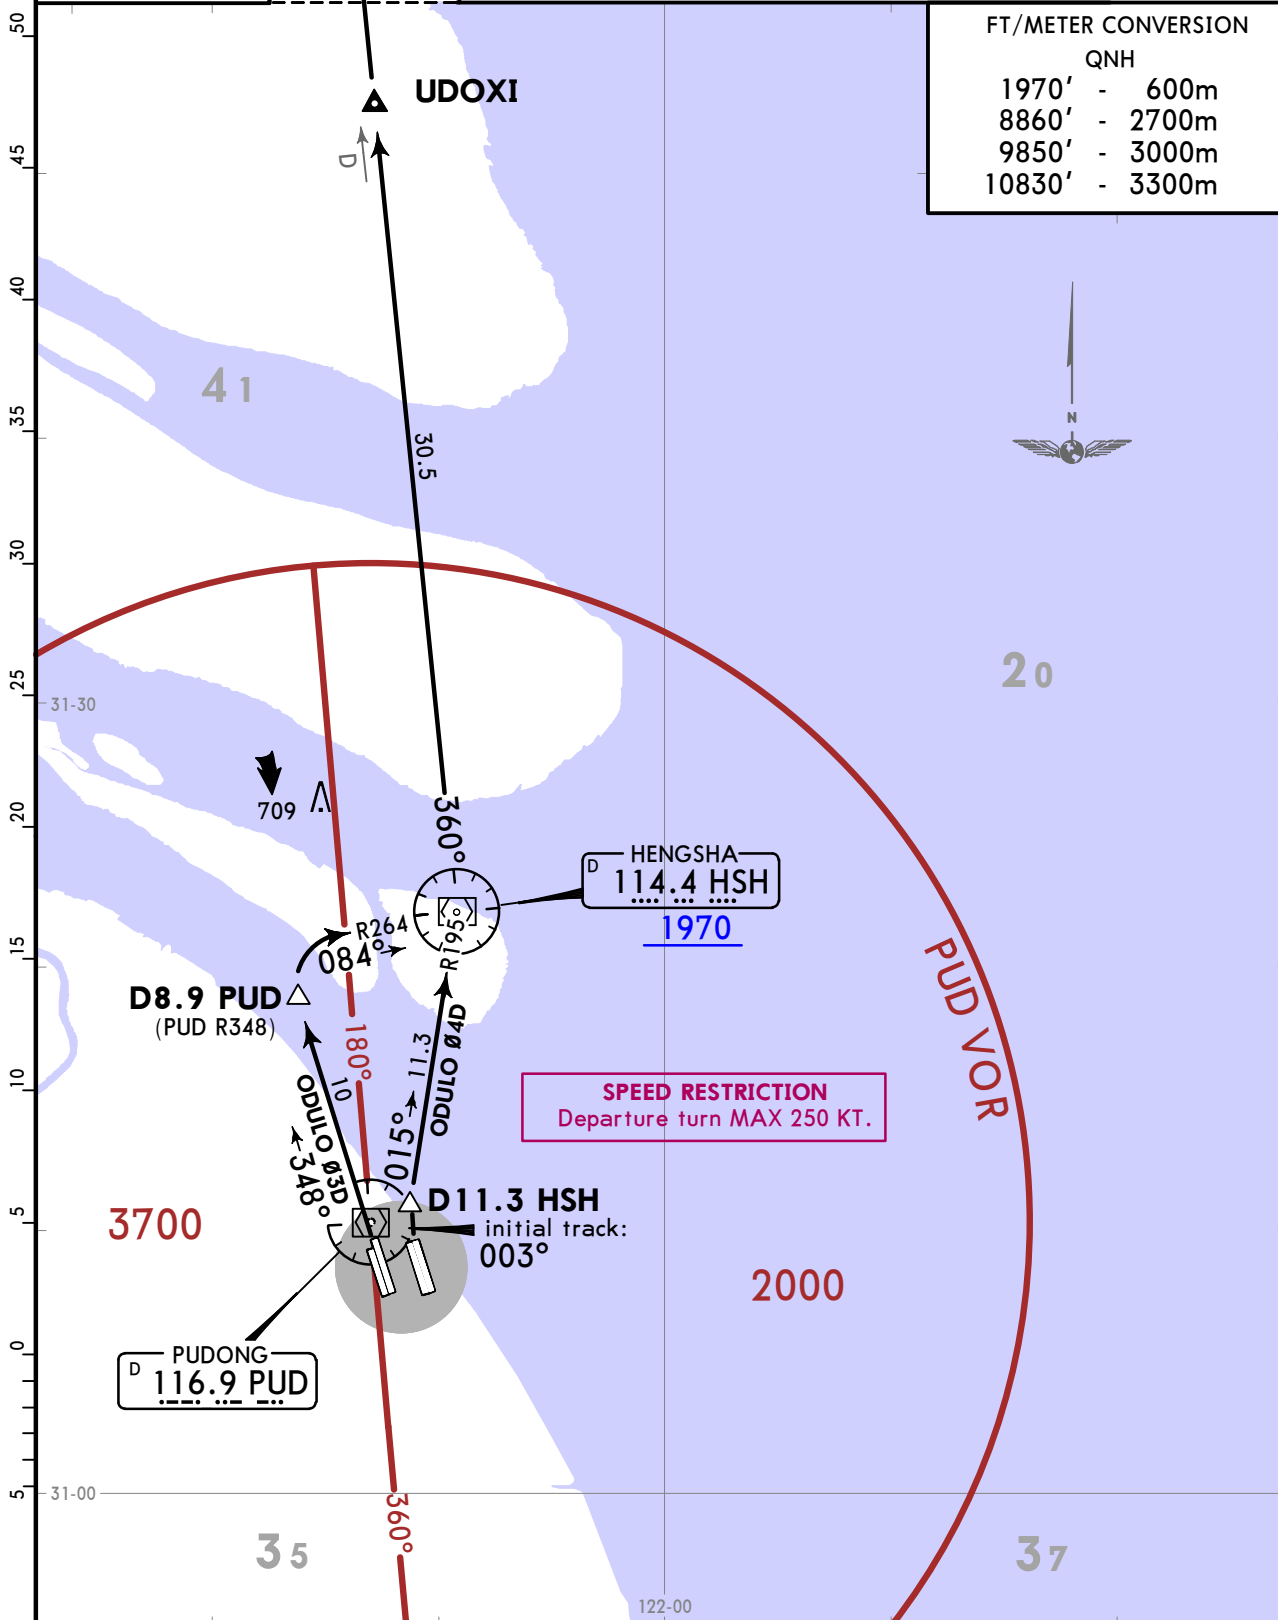 FT/METER CONVERSION
QNH
1970' - 600m
8860' - 2700m
9850' - 3000m
10830' - 3300m
50
UDOXI
D
45
40
41
N
35
30.5
30
20
25
31-30
709
20
360°
HENGSHA
D 114.4 HSH
1970
R264
084°
R195°
15
D8.9 PUD
(PUD R348)
PUD VOR
180°
10
ODULO Ø3D
348°
11.3
015°
ODULO Ø4D
10
SPEED RESTRICTION
Departure turn MAX 250 KT.
D11.3 HSH
initial track:
003°
5
3700
2000
0
PUDONG
D 116.9 PUD
5
31-00
360°
35
37
122-00